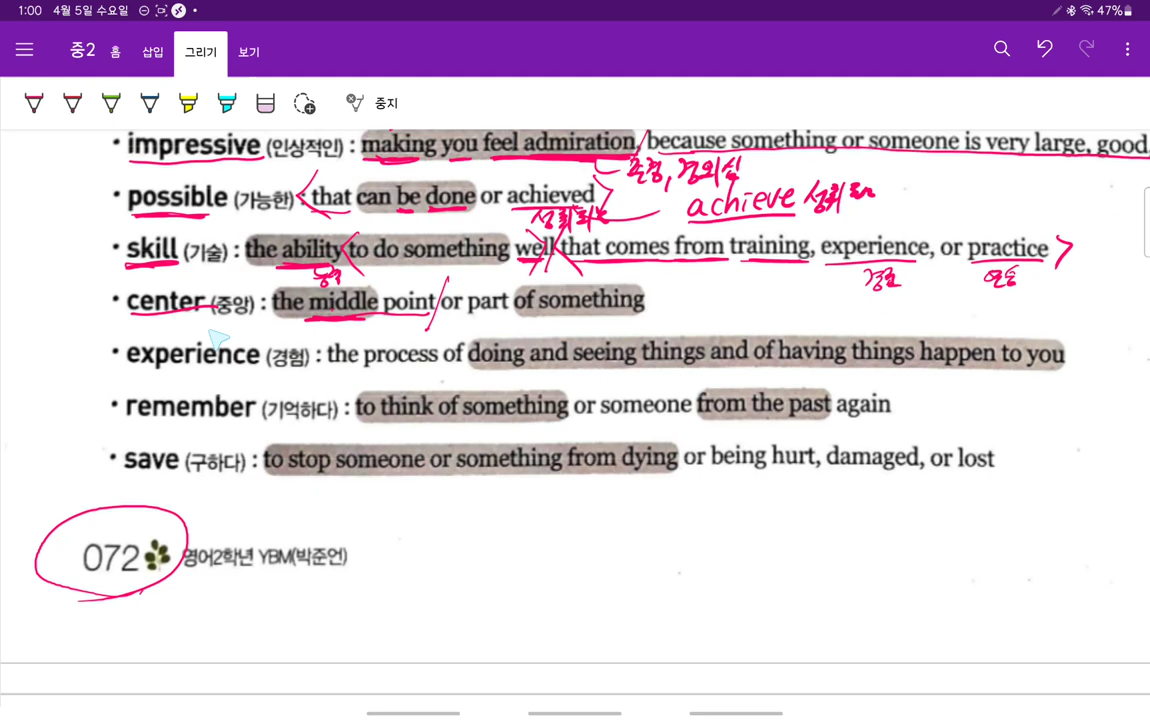 1:00 4월 5일 수요일 47%
중2 홈 삽입 그리기 보기
중지
• impressive (인상적인) : making you feel admiration, because something or someone is very large, good,
존경, 경외심
• possible (가능한) : that can be done or achieved
성취되는 achieve 성취하
• skill (기술) : the ability to do something well that comes from training, experience, or practice
능력 경험 연습
• center (중앙) : the middle point or part of something
• experience (경험) : the process of doing and seeing things and of having things happen to you
• remember (기억하다) : to think of something or someone from the past again
• save (구하다) : to stop someone or something from dying or being hurt, damaged, or lost
072 영어2학년 YBM(박준언)